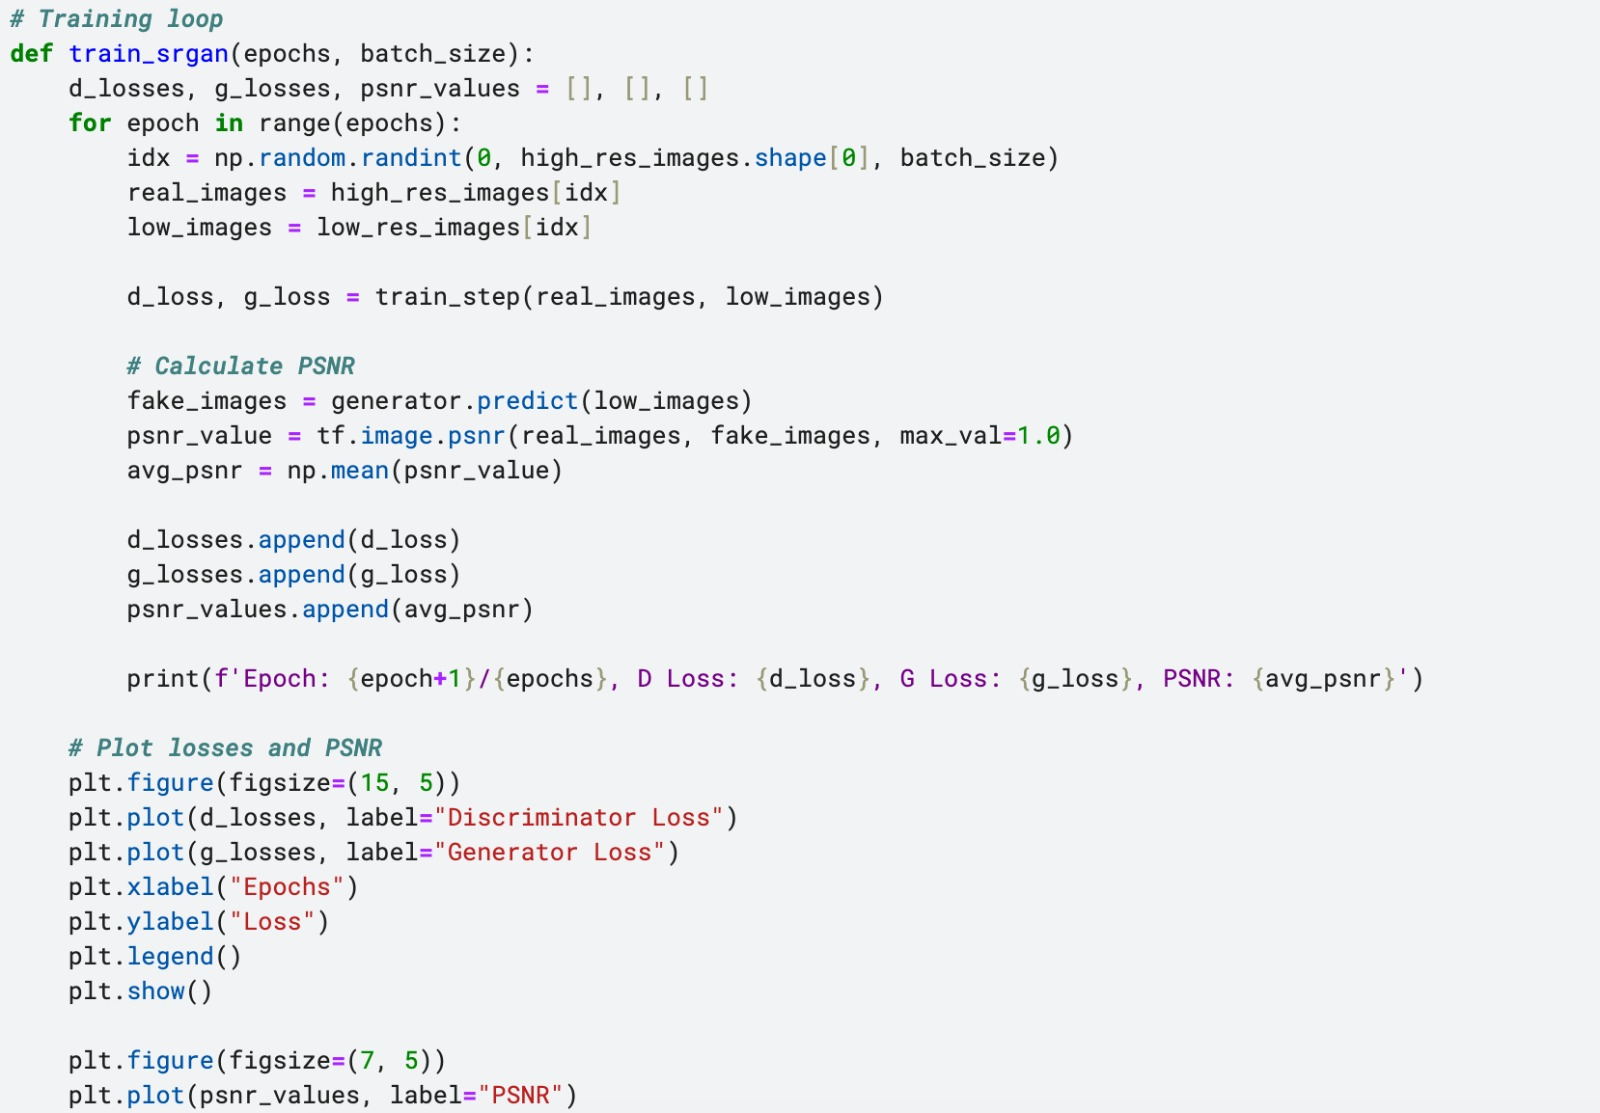 # Training loop
def train_srgan(epochs, batch_size):
    d_losses, g_losses, psnr_values = [], [], []
    for epoch in range(epochs):
        idx = np.random.randint(0, high_res_images.shape[0], batch_size)
        real_images = high_res_images[idx]
        low_images = low_res_images[idx]

        d_loss, g_loss = train_step(real_images, low_images)

        # Calculate PSNR
        fake_images = generator.predict(low_images)
        psnr_value = tf.image.psnr(real_images, fake_images, max_val=1.0)
        avg_psnr = np.mean(psnr_value)

        d_losses.append(d_loss)
        g_losses.append(g_loss)
        psnr_values.append(avg_psnr)

        print(f'Epoch: {epoch+1}/{epochs}, D Loss: {d_loss}, G Loss: {g_loss}, PSNR: {avg_psnr}')

    # Plot losses and PSNR
    plt.figure(figsize=(15, 5))
    plt.plot(d_losses, label="Discriminator Loss")
    plt.plot(g_losses, label="Generator Loss")
    plt.xlabel("Epochs")
    plt.ylabel("Loss")
    plt.legend()
    plt.show()

    plt.figure(figsize=(7, 5))
    plt.plot(psnr_values, label="PSNR")